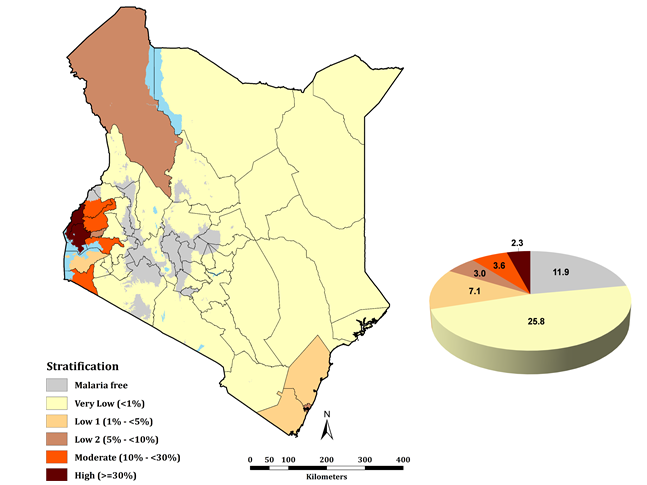 2.3
3.6
3.0
11.9
7.1
25.8
Stratification
Malaria free
Very Low (<1%)
Low 1 (1% - <5%)
Low 2 (5% - <10%)
Moderate (10% - <30%)
High (>=30%)
N
0 50 100 200 300 400
Kilometers